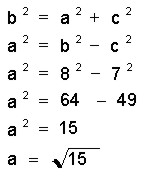 b ² = a ² + c ²
a ² = b ² − c ²
a ² = 8 ² − 7 ²
a ² = 64 − 49
a ² = 15
a = √15